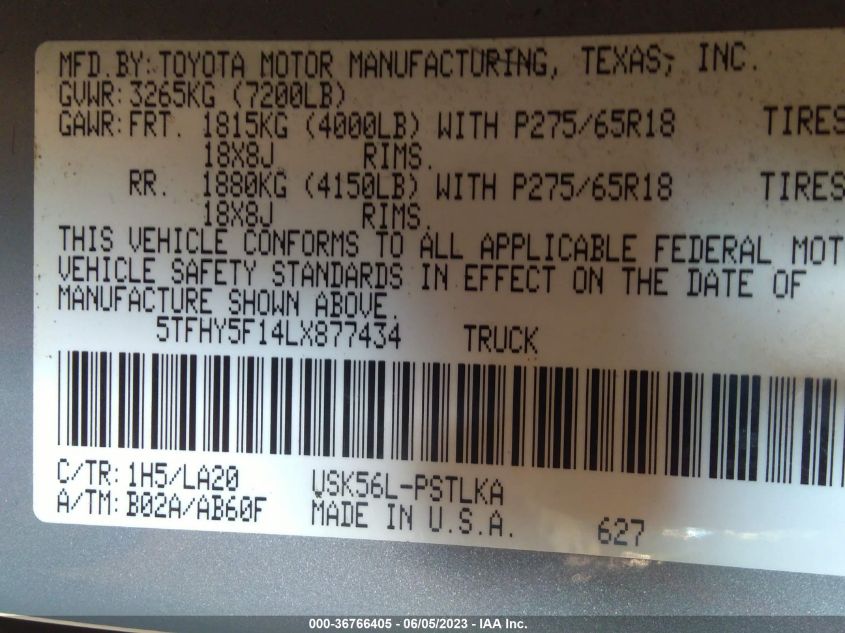 MFD.BY:TOYOTA MOTOR MANUFACTURING, TEXAS, INC.
GVWR:3265KG (7200LB)
GAWR:FRT. 1815KG (4000LB) WITH P275/65R18 TIRES
18X8J RIMS.
RR. 1880KG (4150LB) WITH P275/65R18 TIRES
18X8J RIMS.
THIS VEHICLE CONFORMS TO ALL APPLICABLE FEDERAL MOT
VEHICLE SAFETY STANDARDS IN EFFECT ON THE DATE OF
MANUFACTURE SHOWN ABOVE.
5TFHY5F14LX877434 TRUCK
C/TR:1H5/LA20 USK56L-PSTLKA
A/TM:B02A/AB60F MADE IN U.S.A. 627
000-36766405 - 06/05/2023 - IAA Inc.